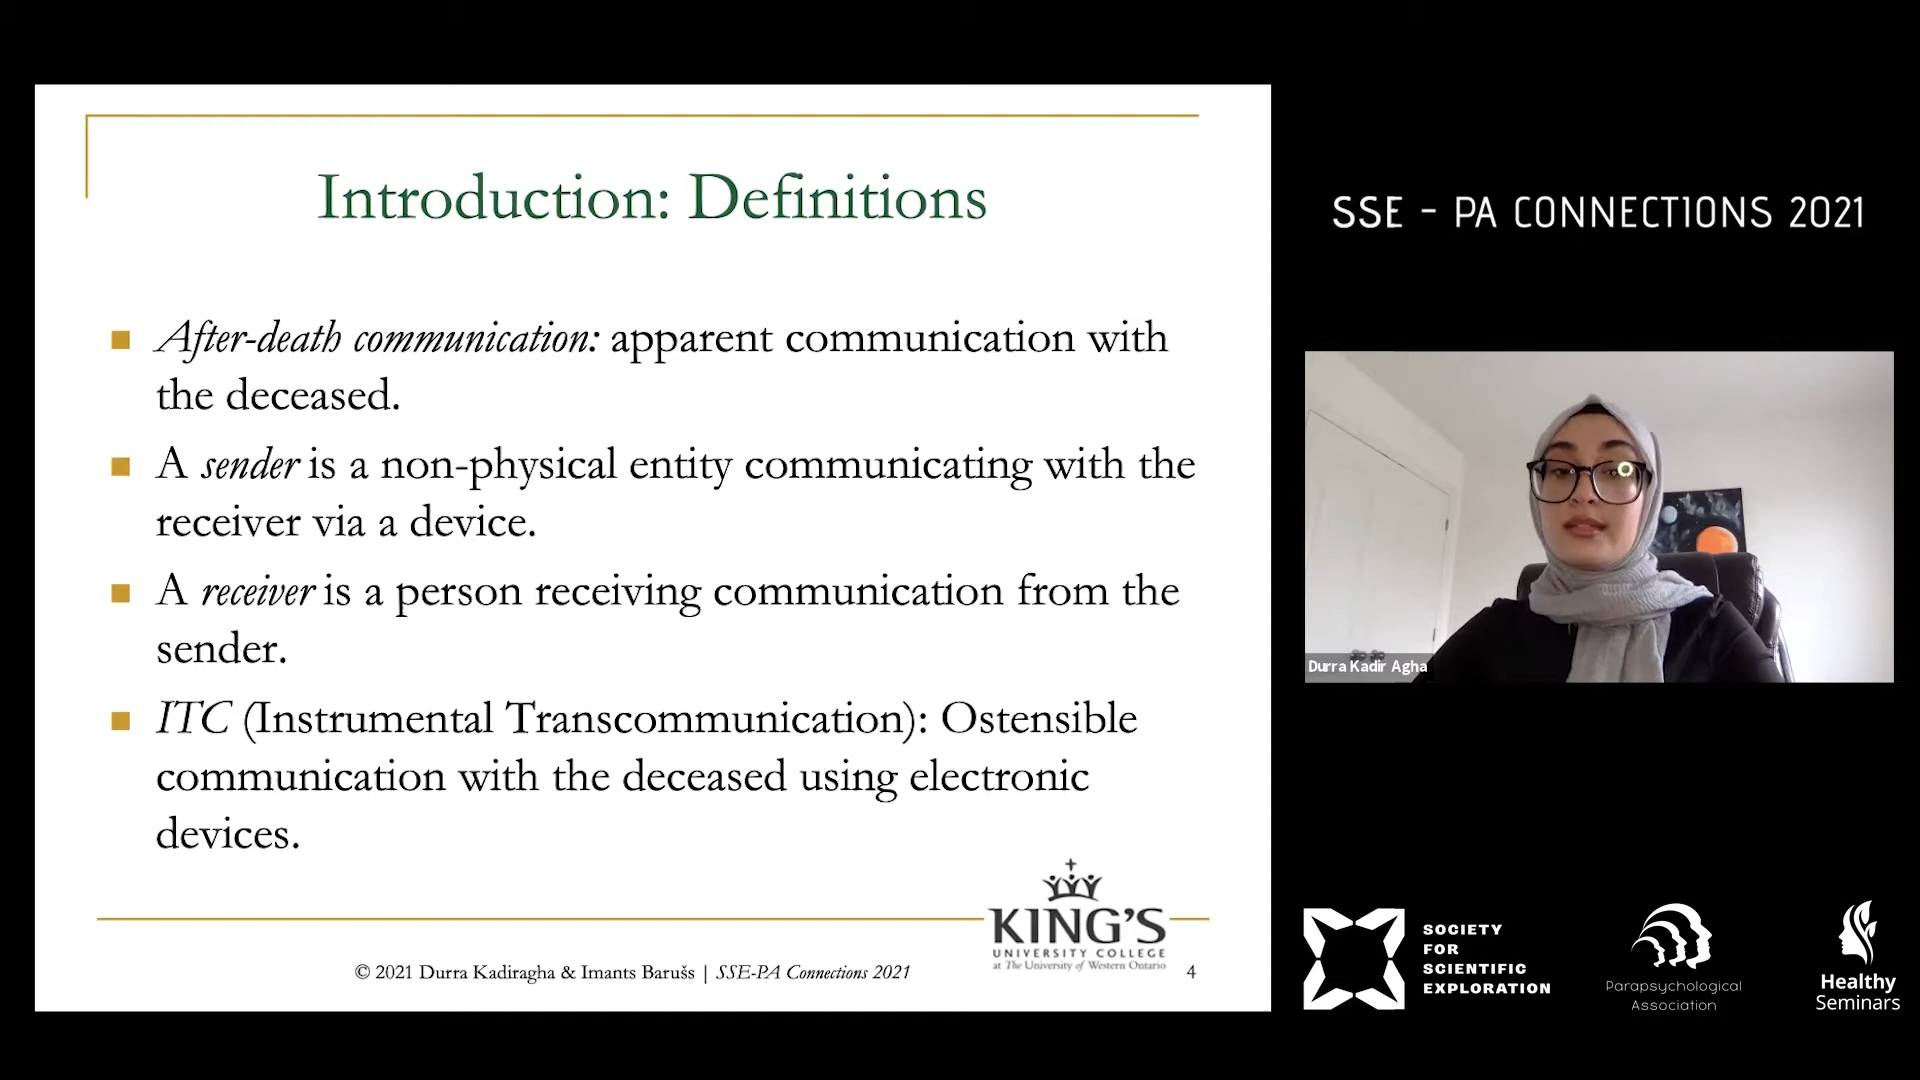 Introduction: Definitions
After-death communication: apparent communication with
the deceased.
A sender is a non-physical entity communicating with the
receiver via a device.
A receiver is a person receiving communication from the
sender.
ITC (Instrumental Transcommunication): Ostensible
communication with the deceased using electronic
devices.
KING'S
UNIVERSITY COLLEGE
at The University of Western Ontario
© 2021 Durra Kadiragha & Imants Barušs | SSE-PA Connections 2021
4
SSE - PA CONNECTIONS 2021
Durra Kadir Agha
SOCIETY
FOR
SCIENTIFIC
EXPLORATION
Parapsychological
Association
Healthy
Seminars